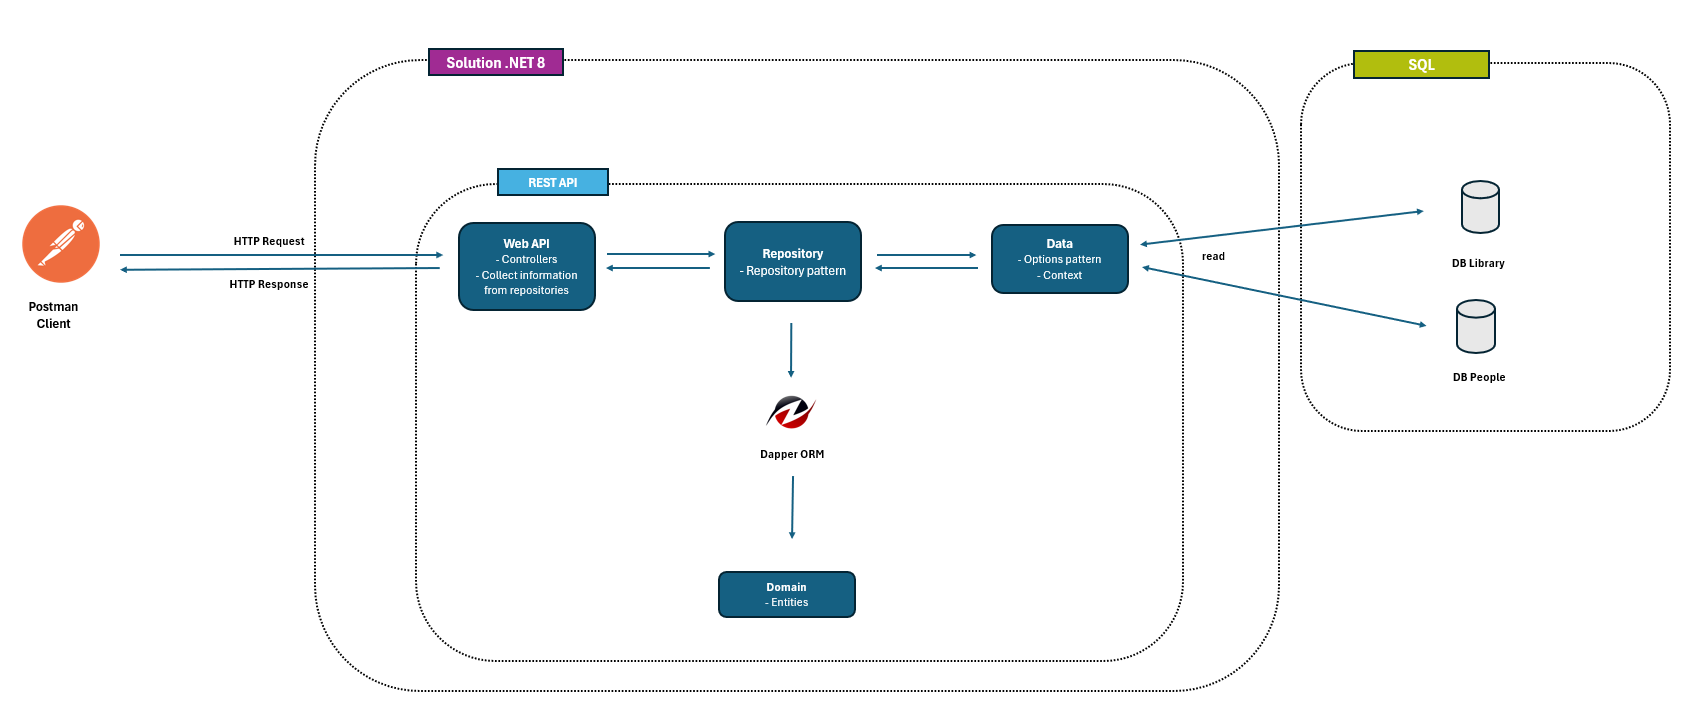 Solution .NET 8
SQL
REST API
HTTP Request
HTTP Response
Postman
Client
Web API
- Controllers
- Collect information
from repositories
Repository
- Repository pattern
Data
- Options pattern
- Context
read
DB Library
DB People
Dapper ORM
Domain
- Entities